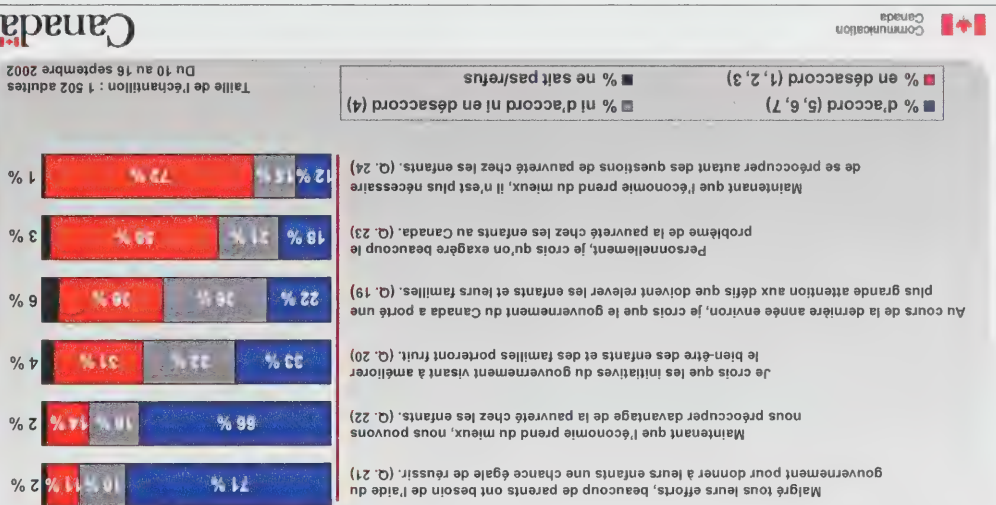 Malgré tous leurs efforts, beaucoup de parents ont besoin de l'aide du
gouvernement pour donner à leurs enfants une chance égale de réussir. (Q. 21)
71 % 16 % 11 % 2 %
Maintenant que l'économie prend du mieux, nous pouvons
nous préoccuper davantage de la pauvreté chez les enfants. (Q. 22)
66 % 18 % 14 % 2 %
Je crois que les initiatives du gouvernement visant à améliorer
le bien-être des enfants et des familles porteront fruit. (Q. 20)
33 % 32 % 31 % 4 %
Au cours de la dernière année environ, je crois que le gouvernement du Canada a porté une
plus grande attention aux défis que doivent relever les enfants et leurs familles. (Q. 19)
22 % 36 % 36 % 6 %
Personnellement, je crois qu'on exagère beaucoup le
problème de la pauvreté chez les enfants au Canada. (Q. 23)
18 % 21 % 58 % 3 %
Maintenant que l'économie prend du mieux, il n'est plus nécessaire
de se préoccuper autant des questions de pauvreté chez les enfants. (Q. 24)
12 % 15 % 72 % 1 %
% d'accord (5, 6, 7) % ni d'accord ni en désaccord (4)
% en désaccord (1, 2, 3) % ne sait pas/refus
Taille de l'échantillon : 1 502 adultes
Du 10 au 16 septembre 2002
Communication
Canada
Canada